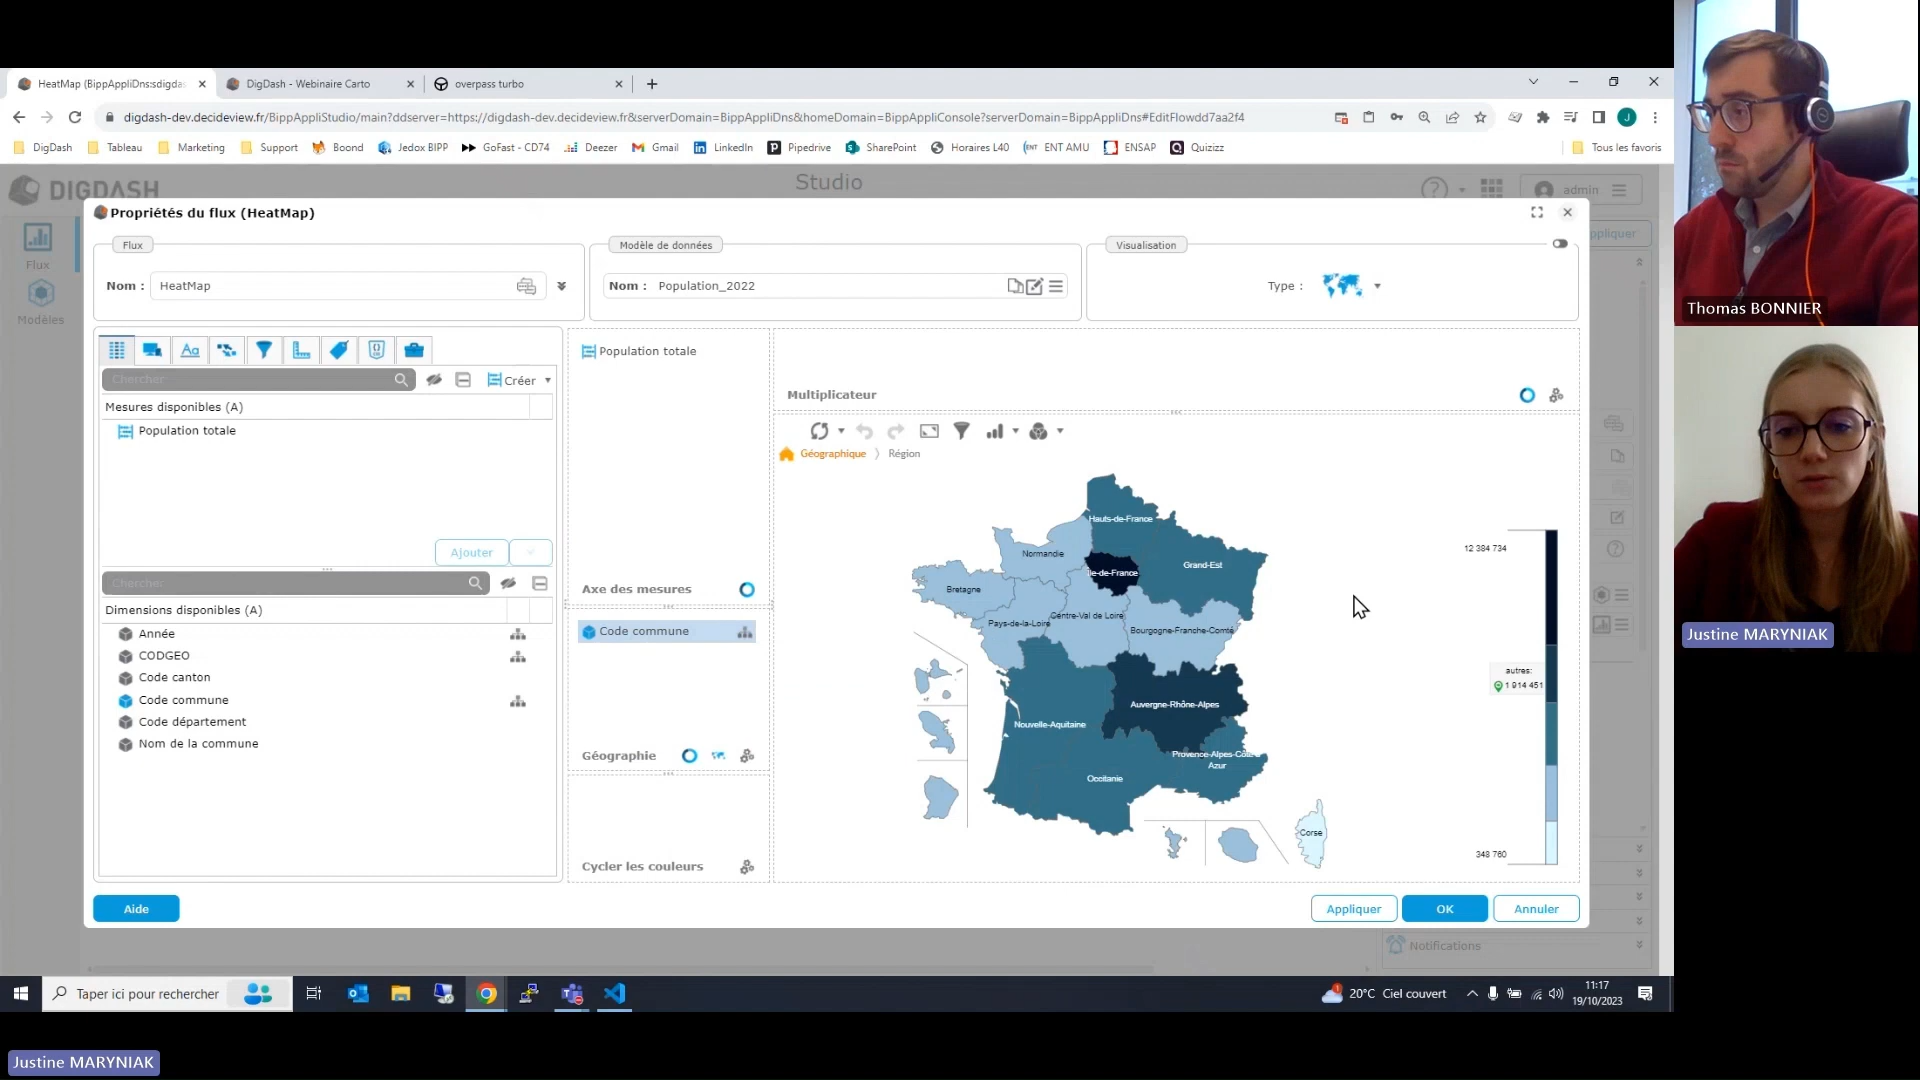 HeatMap (BippAppliDns:sdigdas
DigDash - Webinaire Carto
overpass turbo
digdash-dev.decideview.fr/BippAppliStudio/main?ddserver=https://digdash-dev.decideview.fr&serverDomain=BippAppliDns&homeDomain=BippAppliConsole?serverDomain=BippAppliDns#EditFlowdd7aa2f4
J
DigDash
Tableau
Marketing
Support
Boond
Jedox BIPP
GoFast - CD74
Deezer
Gmail
LinkedIn
Pipedrive
SharePoint
Horaires L40
ENT AMU
ENSAP
Quizizz
Tous les favoris
DIGDASH
Studio
admin
Propriétés du flux (HeatMap)
Flux
Modèles
Flux
Nom :
HeatMap
Modèle de données
Nom :
Population_2022
Visualisation
Type :
Chercher
Créer
Mesures disponibles (A)
Population totale
Ajouter
Chercher
Dimensions disponibles (A)
Année
CODGEO
Code canton
Code commune
Code département
Nom de la commune
Population totale
Axe des mesures
Code commune
Géographie
Cycler les couleurs
Multiplicateur
Géographique
Région
Hauts-de-France
Normandie
Île-de-France
Grand-Est
Bretagne
Pays-de-la-Loire
Centre-Val de Loire
Bourgogne-Franche-Comté
Auvergne-Rhône-Alpes
Nouvelle-Aquitaine
Provence-Alpes-Côte
Azur
Occitanie
Corse
12 384 734
autres:
1 914 451
348 760
Aide
Appliquer
OK
Annuler
Notifications
Taper ici pour rechercher
20°C Ciel couvert
11:17
19/10/2023
Thomas BONNIER
Justine MARYNIAK
Justine MARYNIAK